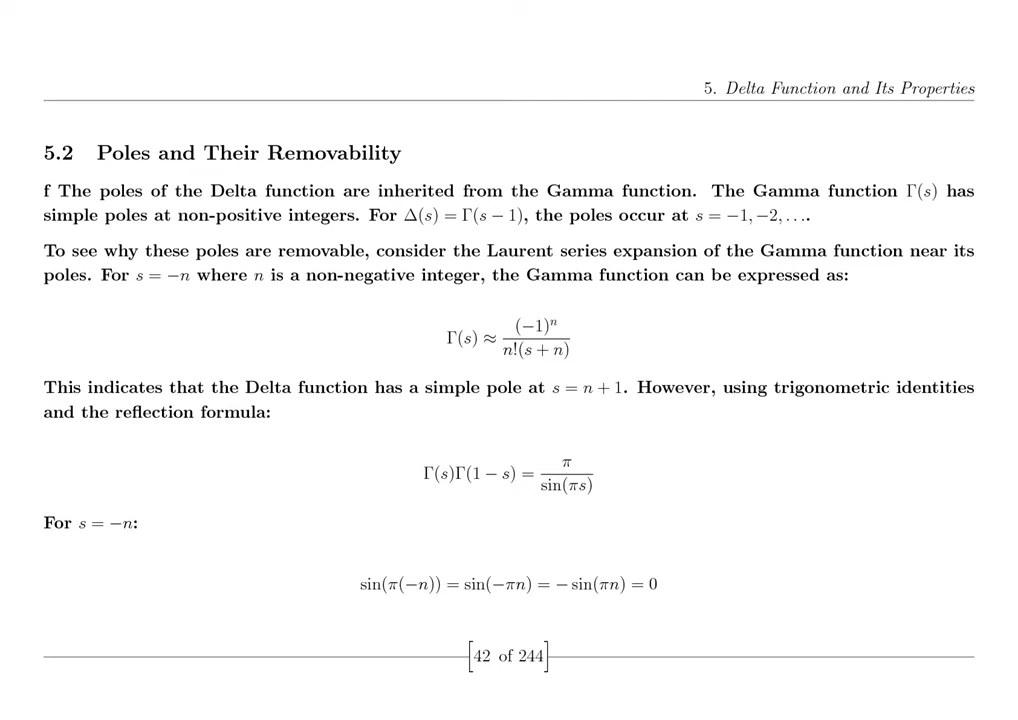 5. Delta Function and Its Properties
5.2 Poles and Their Removability
f The poles of the Delta function are inherited from the Gamma function. The Gamma function Γ(s) has
simple poles at non-positive integers. For Δ(s) = Γ(s − 1), the poles occur at s = −1, −2, . . ..
To see why these poles are removable, consider the Laurent series expansion of the Gamma function near its
poles. For s = −n where n is a non-negative integer, the Gamma function can be expressed as:
Γ(s) ≈ (−1)^n / n!(s + n)
This indicates that the Delta function has a simple pole at s = n + 1. However, using trigonometric identities
and the reflection formula:
Γ(s)Γ(1 − s) = π / sin(πs)
For s = −n:
sin(π(−n)) = sin(−πn) = − sin(πn) = 0
[42 of 244]